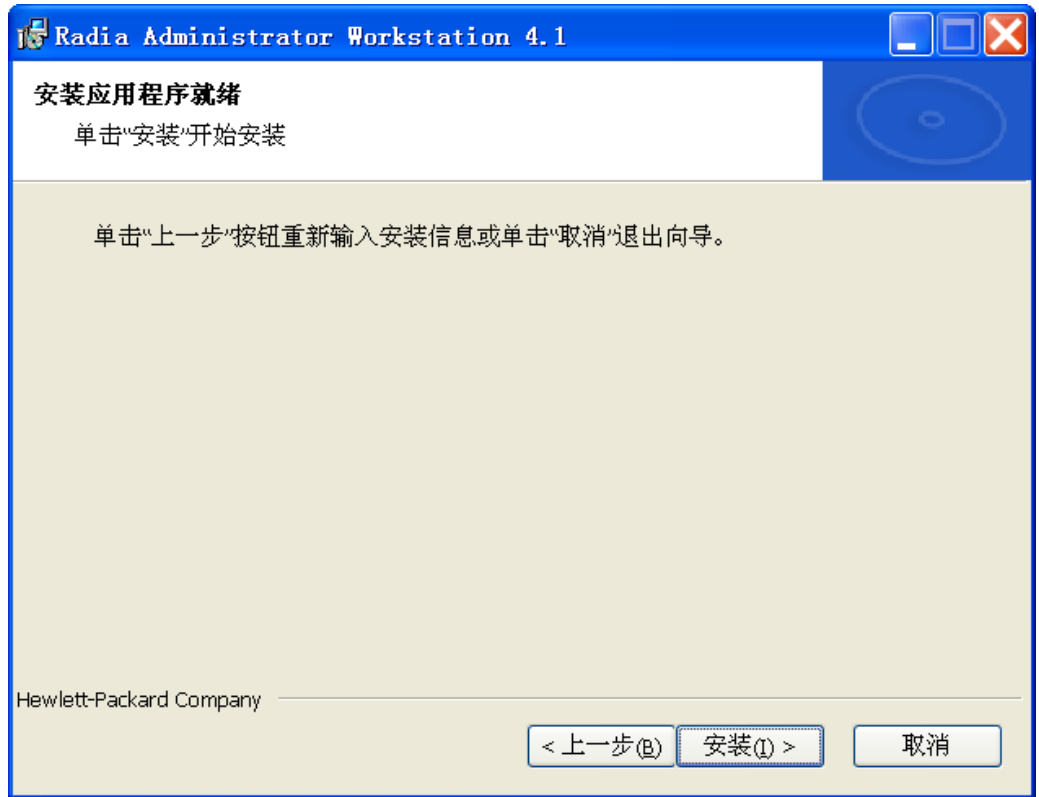 Radia Administrator Workstation 4.1
安装应用程序就绪
单击“安装”开始安装
单击“上一步”按钮重新输入安装信息或单击“取消”退出向导。
Hewlett-Packard Company
< 上一步(B)
安装(I) >
取消